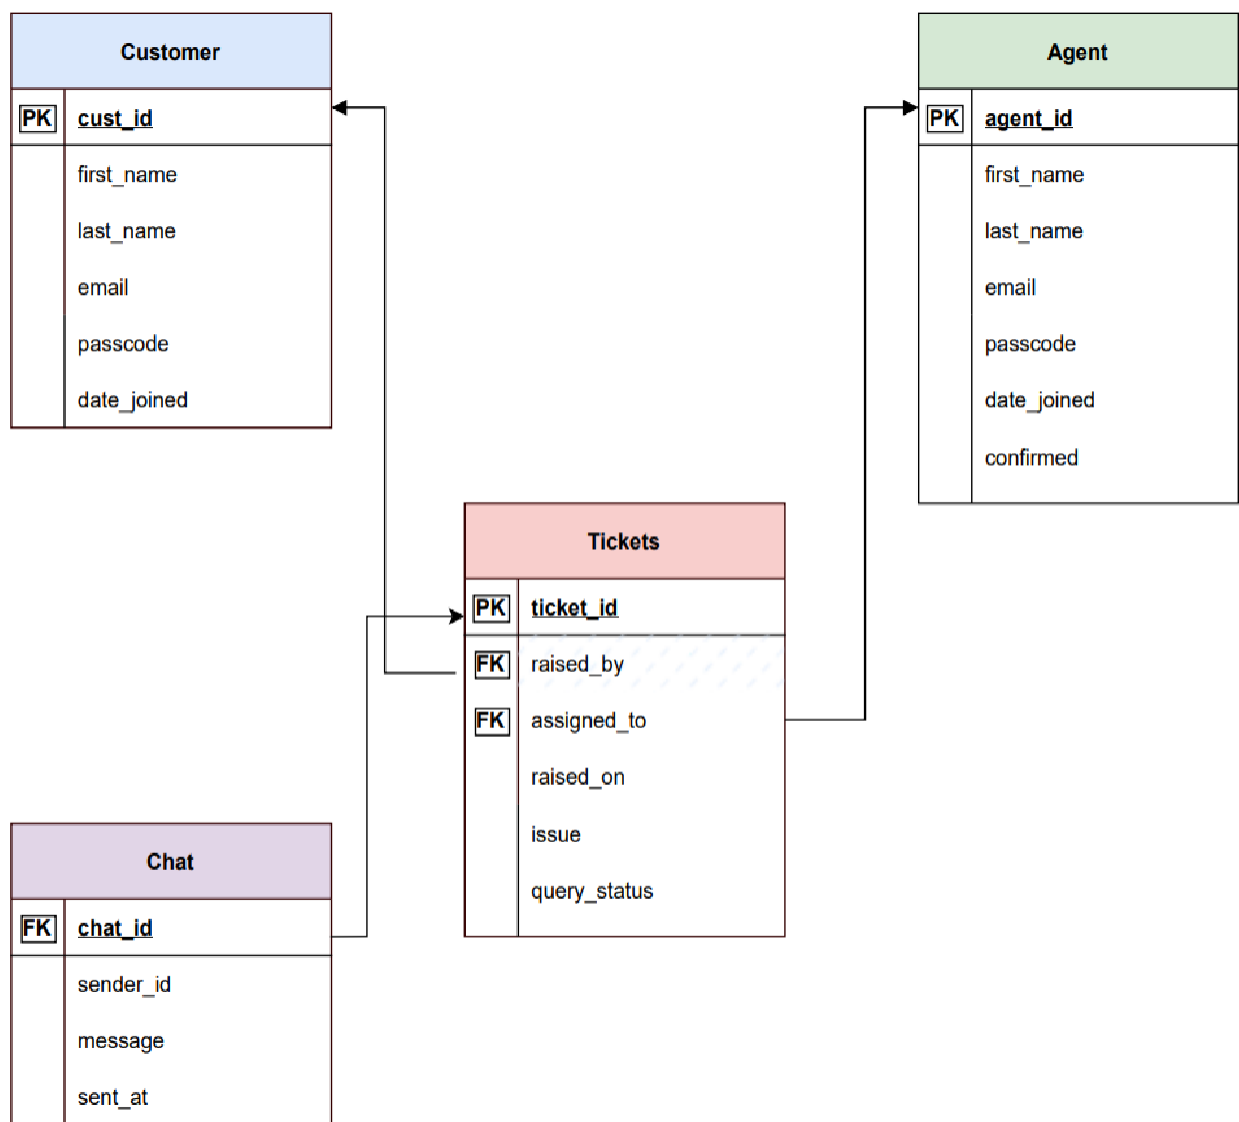 Customer
PK cust_id
first_name
last_name
email
passcode
date_joined
Agent
PK agent_id
first_name
last_name
email
passcode
date_joined
confirmed
Tickets
PK ticket_id
FK raised_by
FK assigned_to
raised_on
issue
query_status
Chat
FK chat_id
sender_id
message
sent_at